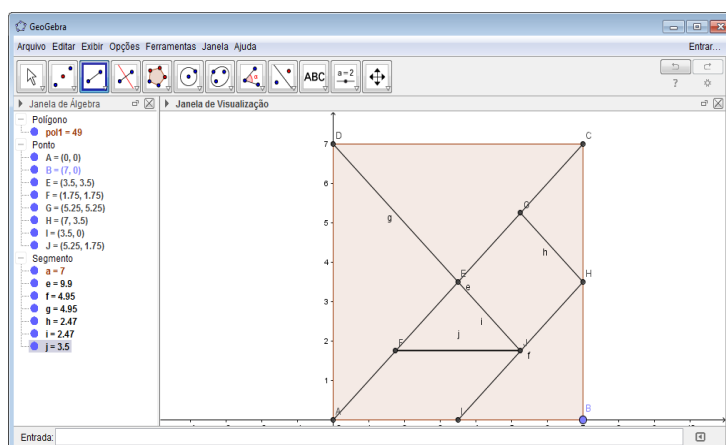 GeoGebra
Arquivo Editar Exibir Opções Ferramentas Janela Ajuda
Entrar...
ABC a=2
Janela de Álgebra
Janela de Visualização
Polígono
pol1 = 49
Ponto
A = (0, 0)
B = (7, 0)
E = (3.5, 3.5)
F = (1.75, 1.75)
G = (5.25, 5.25)
H = (7, 3.5)
I = (3.5, 0)
J = (5.25, 1.75)
Segmento
a = 7
e = 9.9
f = 4.95
g = 4.95
h = 2.47
i = 2.47
j = 3.5
D C
7
6
G
5
g
h
4
E H
e
3
i
j
F J
2
f
1
A I B
Entrada: